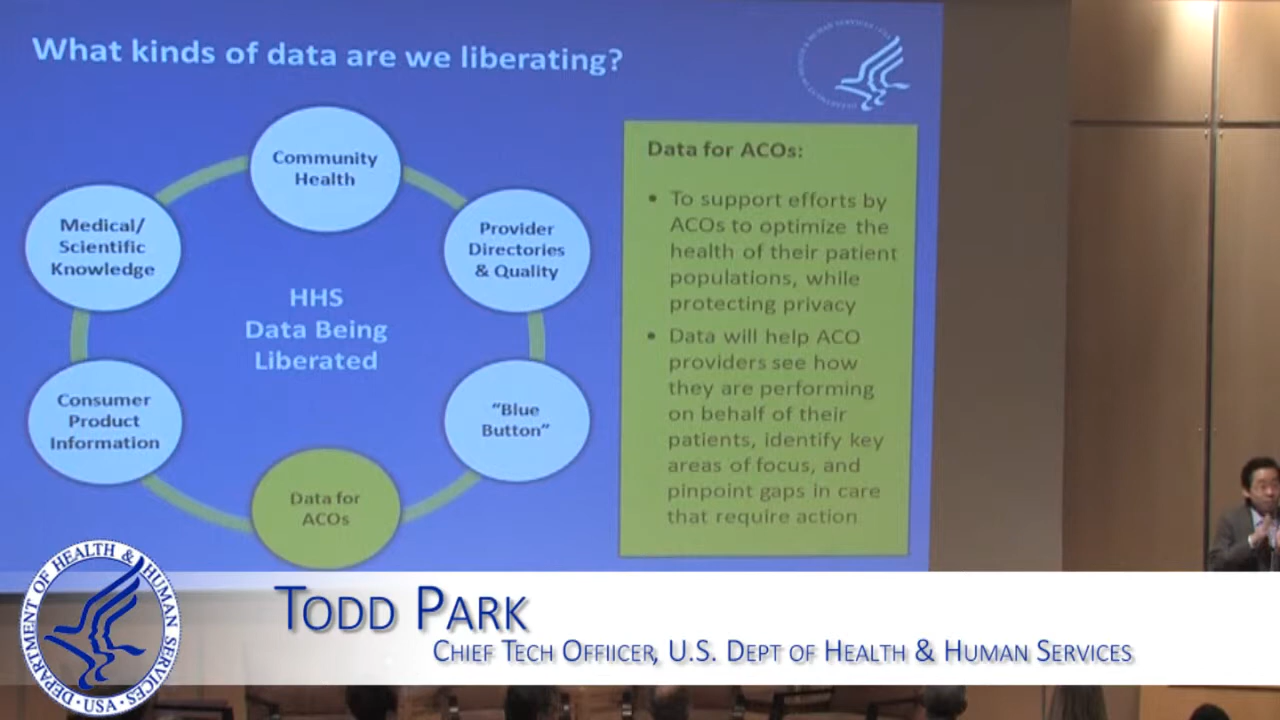 What kinds of data are we liberating?
Community
Health
Medical/
Scientific
Knowledge
Provider
Directories
& Quality
HHS
Data Being
Liberated
Consumer
Product
Information
"Blue
Button"
Data for
ACOs
Data for ACOs:
• To support efforts by
ACOs to optimize the
health of their patient
populations, while
protecting privacy
• Data will help ACO
providers see how
they are performing
on behalf of their
patients, identify key
areas of focus, and
pinpoint gaps in care
that require action
DEPARTMENT OF HEALTH & HUMAN SERVICES · USA ·
TODD PARK
CHIEF TECH OFFIICER, U.S. DEPT OF HEALTH & HUMAN SERVICES